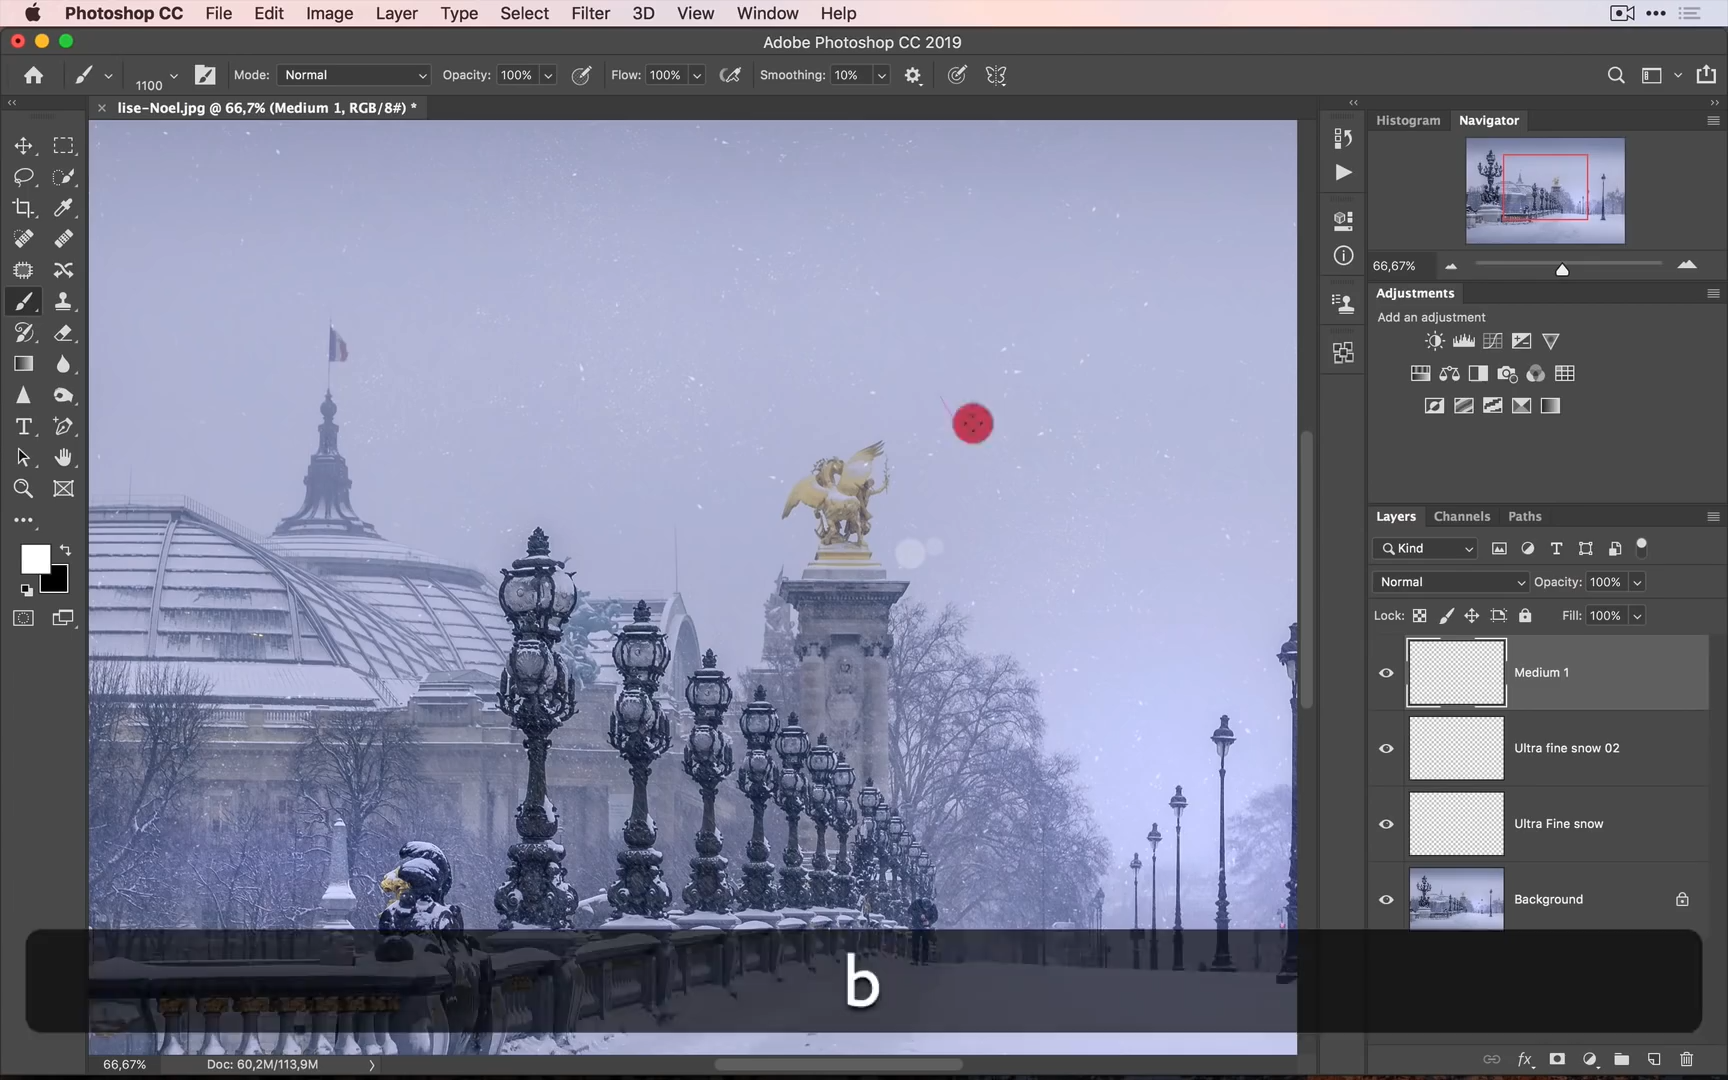 Photoshop CC File Edit Image Layer Type Select Filter 3D View Window Help
Adobe Photoshop CC 2019
1100 Mode: Normal Opacity: 100% Flow: 100% Smoothing: 10%
× lise-Noel.jpg @ 66,7% (Medium 1, RGB/8#) *
Histogram Navigator
66,67%
Adjustments
Add an adjustment
Layers Channels Paths
Kind
Normal Opacity: 100%
Lock: Fill: 100%
Medium 1
Ultra fine snow 02
Ultra Fine snow
Background
b
66,67% Doc: 60,2M/113,9M